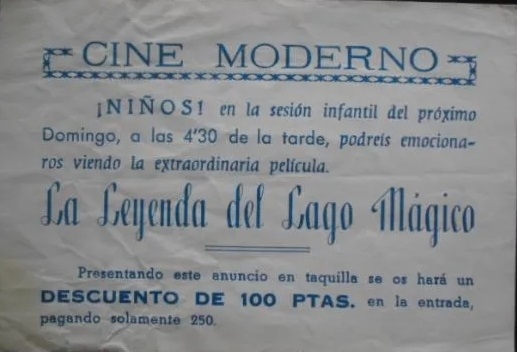 CINE MODERNO
¡NIÑOS! en la sesión infantil del próximo
Domingo, a las 4'30 de la tarde, podreis emociona-
ros viendo la extraordinaria película.
La Leyenda del Lago Mágico
Presentando este anuncio en taquilla se os hará un
DESCUENTO DE 100 PTAS. en la entrada,
pagando solamente 250.